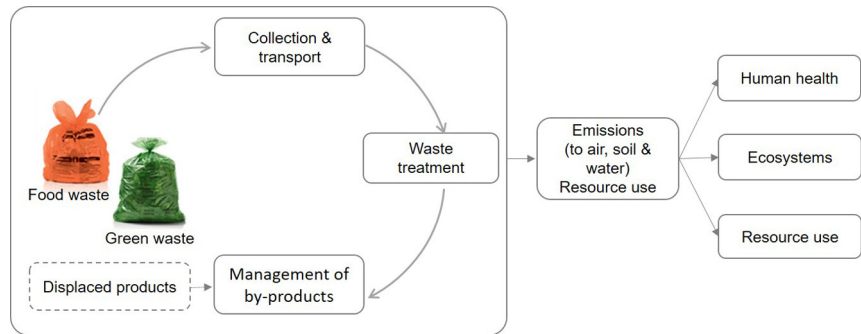 Collection &
transport
Food waste
Green waste
Waste
treatment
Displaced products
Management of
by-products
Emissions
(to air, soil &
water)
Resource use
Human health
Ecosystems
Resource use